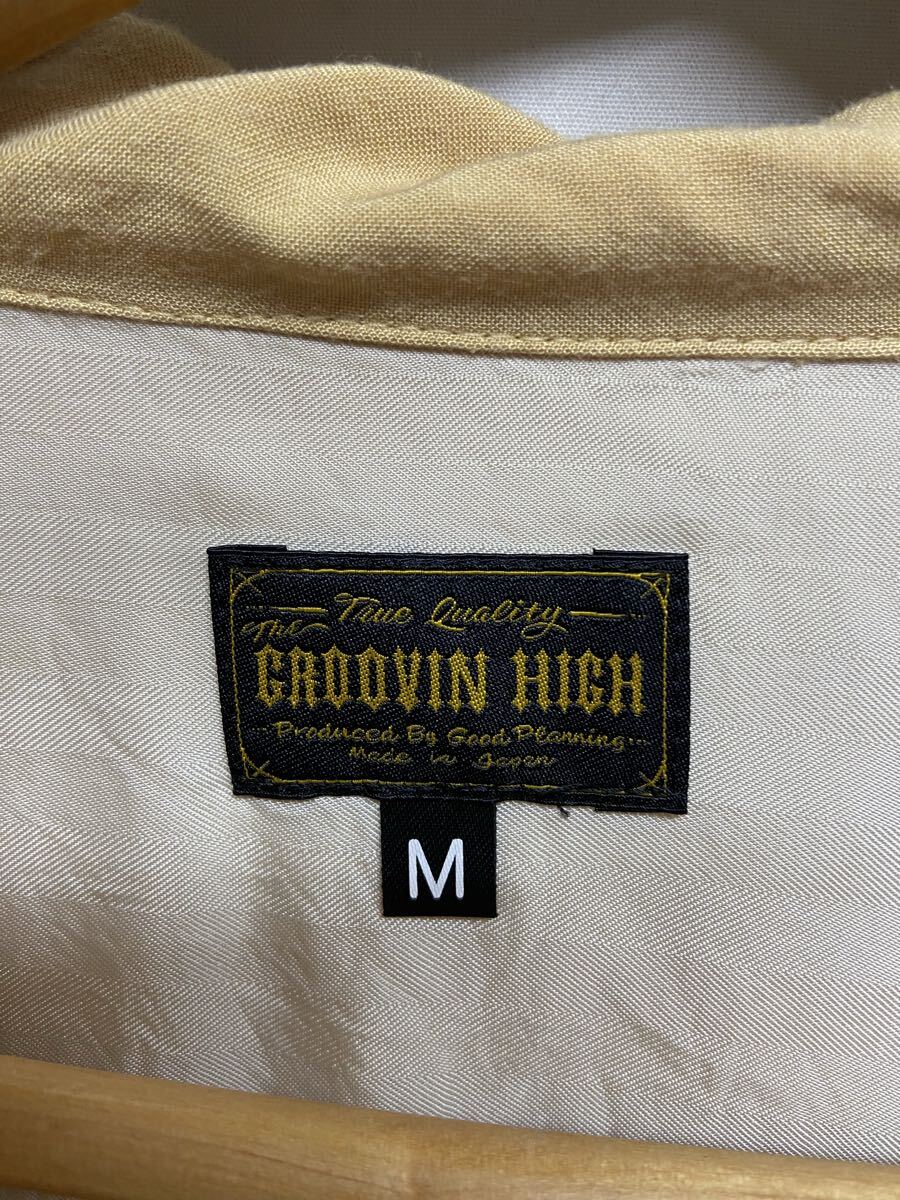 True Quality
The
GROOVIN HIGH
Produced By Good Planning
Made in Japan
M